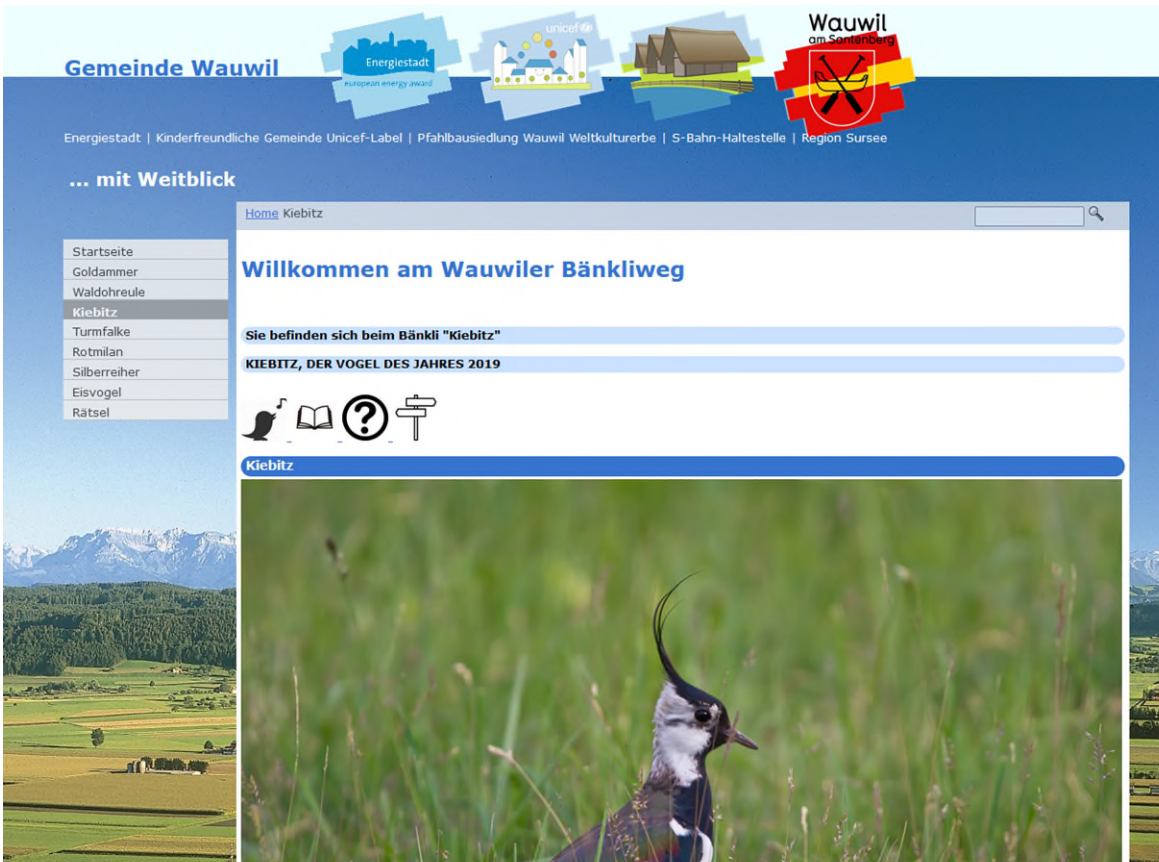 Wauwil
am Santenberg
unicef
Gemeinde Wauwil
Energiestadt
european energy award
Energiestadt | Kinderfreundliche Gemeinde Unicef-Label | Pfahlbausiedlung Wauwil Weltkulturerbe | S-Bahn-Haltestelle | Region Sursee
... mit Weitblick
Home Kiebitz
Startseite
Goldammer
Waldohreule
Kiebitz
Turmfalke
Rotmilan
Silberreiher
Eisvogel
Rätsel
Willkommen am Wauwiler Bänkliweg
Sie befinden sich beim Bänkli "Kiebitz"
KIEBITZ, DER VOGEL DES JAHRES 2019
?
Kiebitz